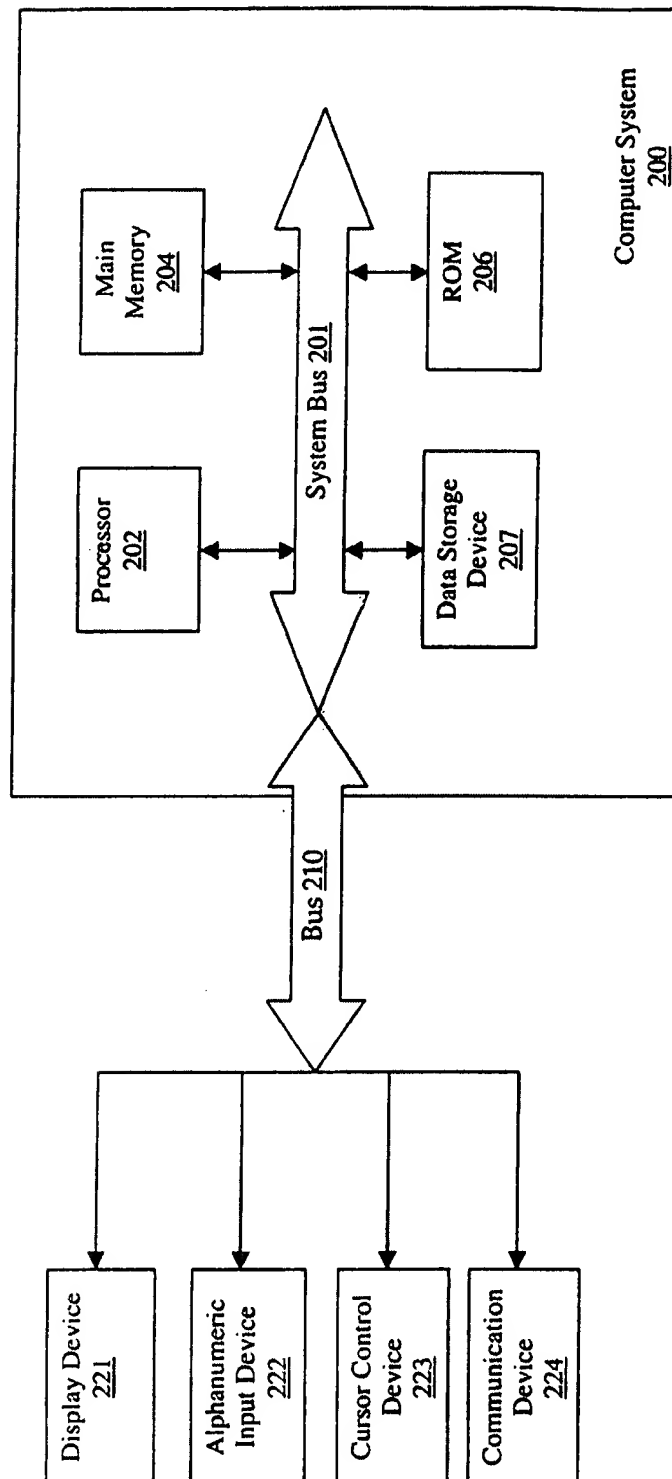 Display Device
221
Alphanumeric
Input Device
222
Cursor Control
Device
223
Communication
Device
224
Bus 210
Processor
202
Main
Memory
204
System Bus 201
Data Storage
Device
207
ROM
206
Computer System
200